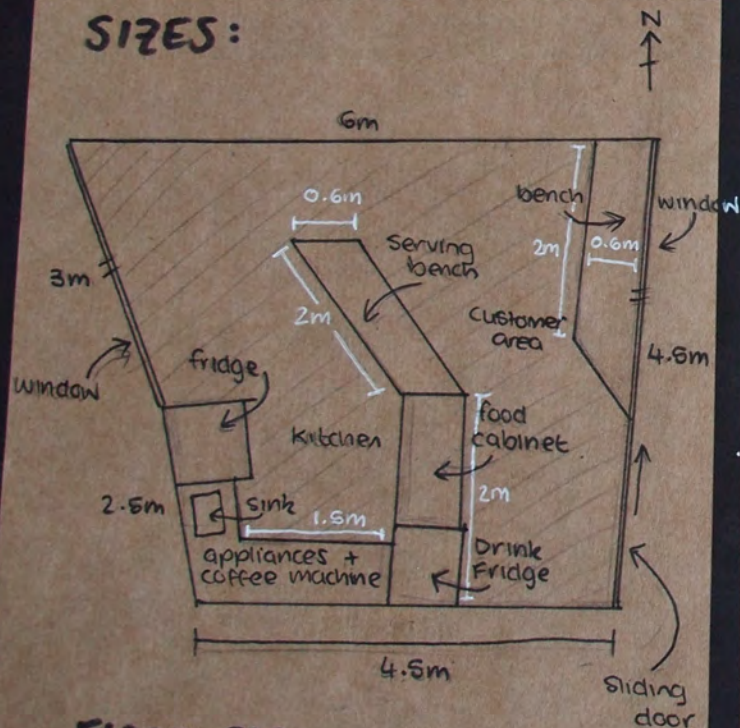 SIZES:
N
6m
0.6m
bench
window
serving
bench
2m
0.6m
3m
2m
customer
area
4.5m
window
fridge
kitchen
food
cabinet
2.5m
sink
1.5m
2m
appliances +
coffee machine
Drink
Fridge
4.5m
sliding
door